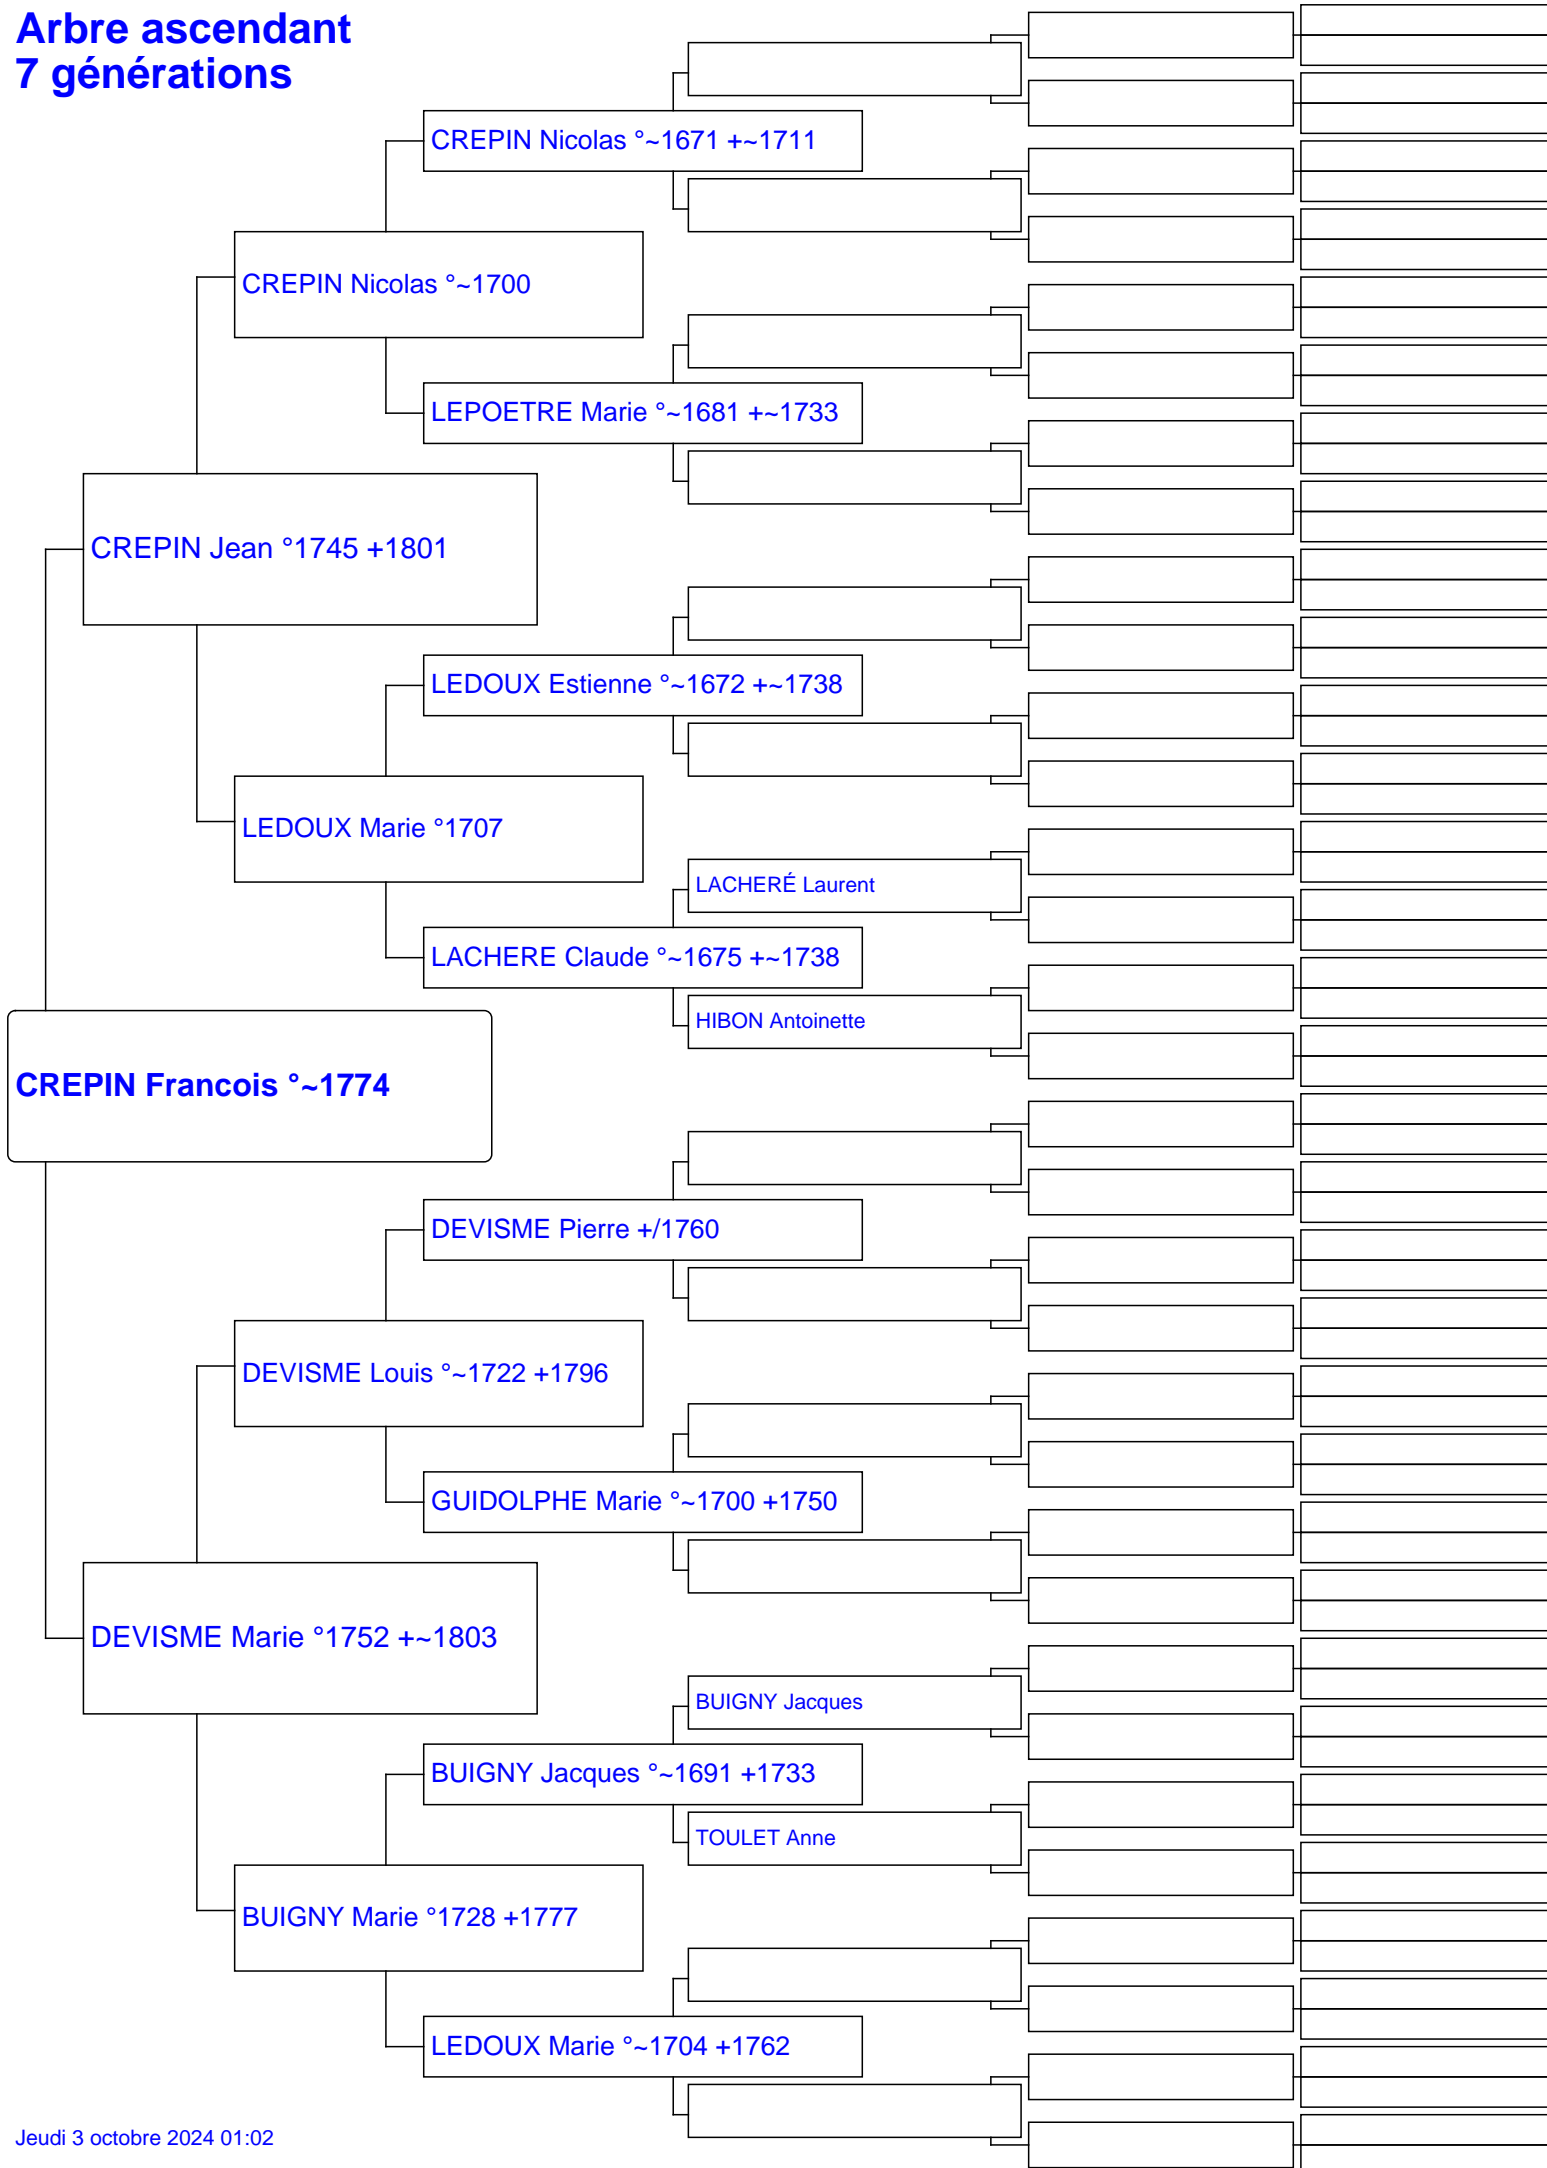 Arbre ascendant
7 générations
CREPIN Nicolas °~1671 +~1711
CREPIN Nicolas °~1700
LEPOETRE Marie °~1681 +~1733
CREPIN Jean °1745 +1801
LEDOUX Estienne °~1672 +~1738
LEDOUX Marie °1707
LACHERÉ Laurent
LACHERE Claude °~1675 +~1738
HIBON Antoinette
CREPIN Francois °~1774
DEVISME Pierre +/1760
DEVISME Louis °~1722 +1796
GUIDOLPHE Marie °~1700 +1750
DEVISME Marie °1752 +~1803
BUIGNY Jacques
BUIGNY Jacques °~1691 +1733
TOULET Anne
BUIGNY Marie °1728 +1777
LEDOUX Marie °~1704 +1762
Jeudi 3 octobre 2024 01:02